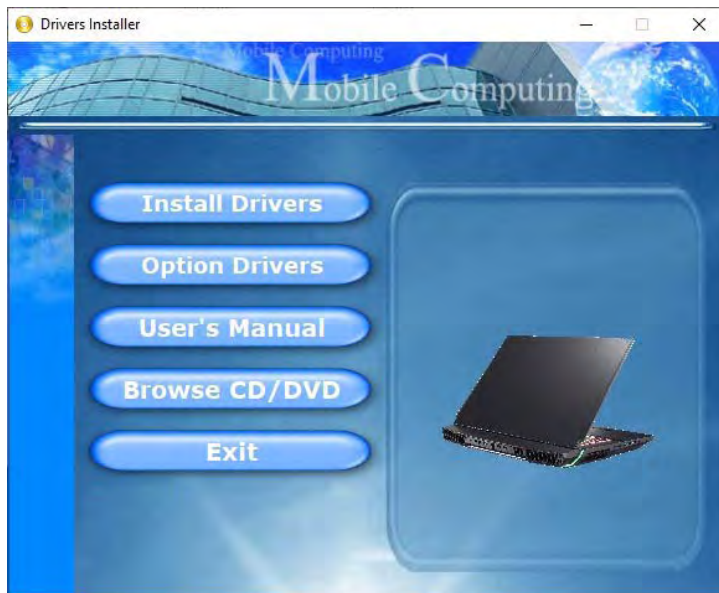 Drivers Installer
Mobile Computing
Mobile Computing
Install Drivers
Option Drivers
User's Manual
Browse CD/DVD
Exit